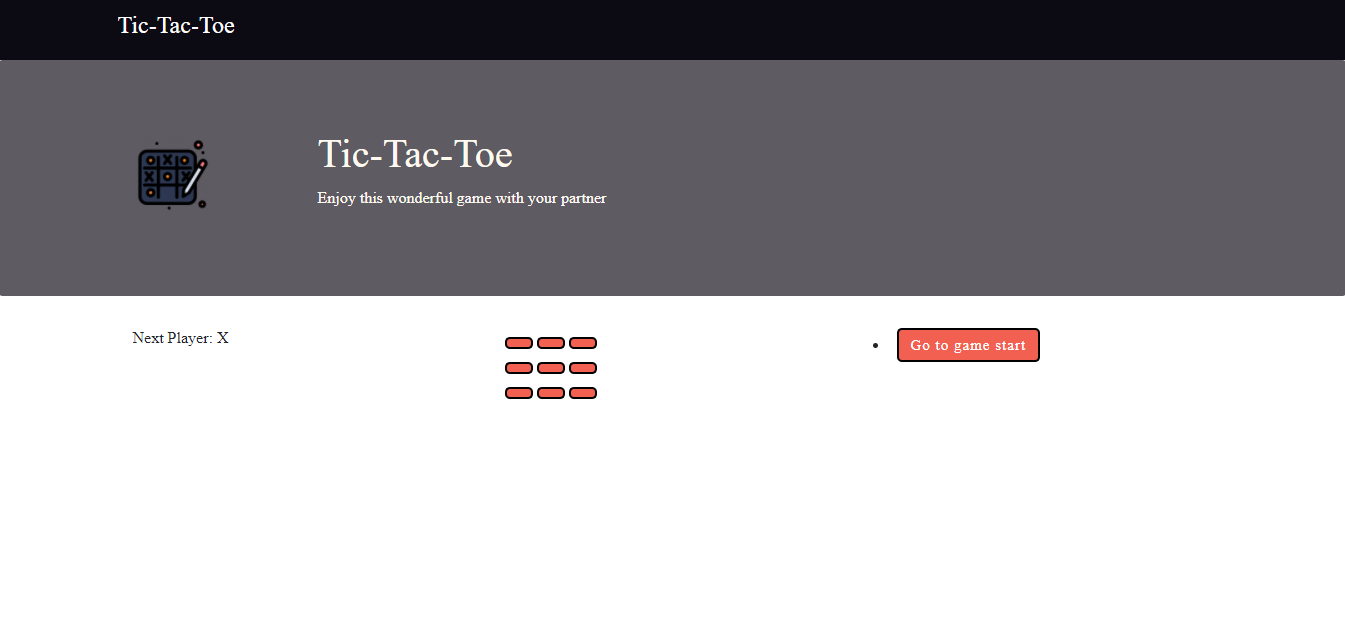 Tic-Tac-Toe
Tic-Tac-Toe
Enjoy this wonderful game with your partner
Next Player: X
Go to game start